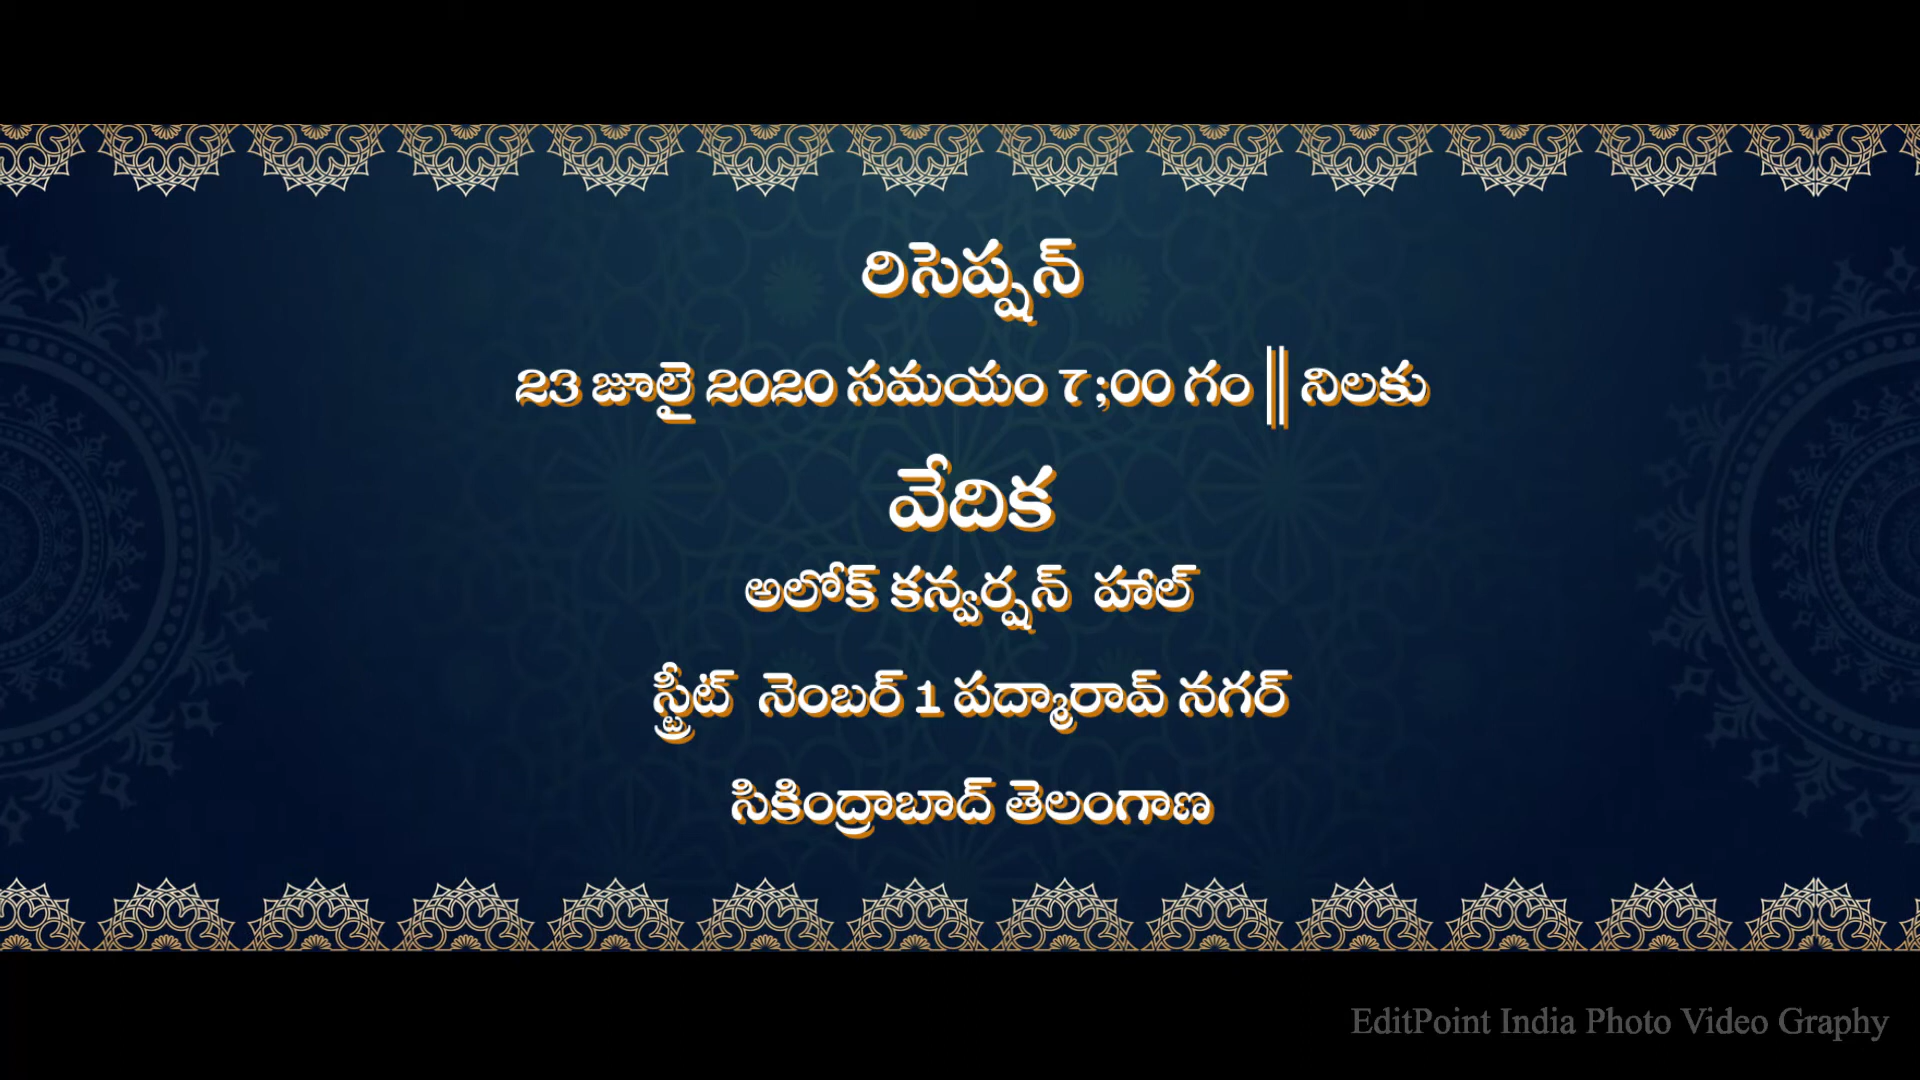 రిసెప్షన్
23 జూలై 2020 సమయం 7 ;00 గం || నిలకు
వేదిక
అలోక్ కన్వర్షన్ హాల్
స్ట్రీట్ నెంబర్ 1 పద్మారావ్ నగర్
సికింద్రాబాద్ తెలంగాణ
EditPoint India Photo Video Graphy